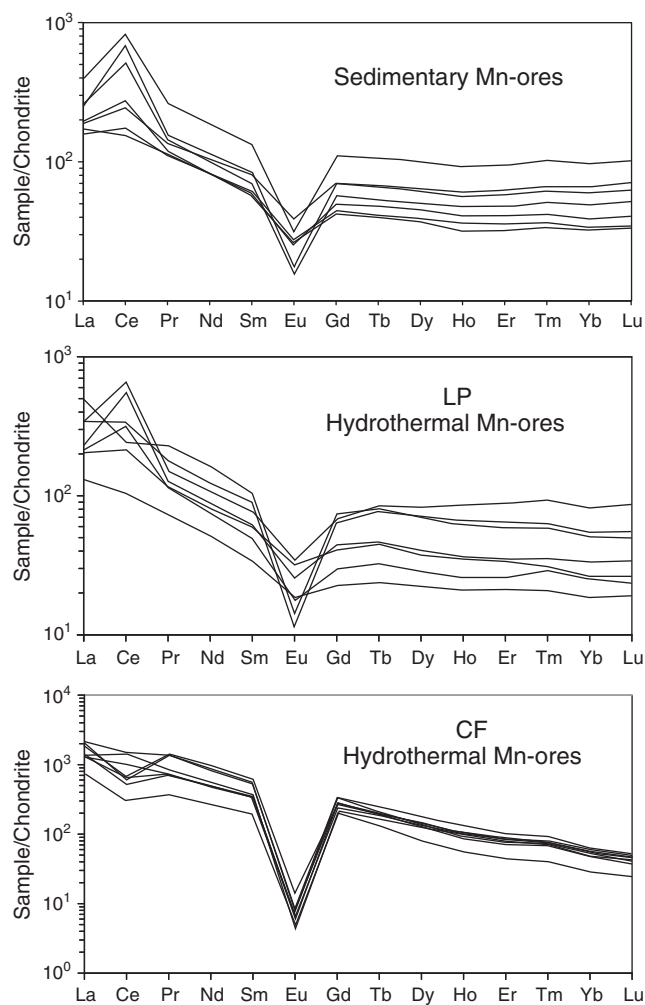 10³
Sedimentary Mn-ores
Sample/Chondrite
10²
10¹
La Ce Pr Nd Sm Eu Gd Tb Dy Ho Er Tm Yb Lu
10³
LP
Hydrothermal Mn-ores
10²
10¹
La Ce Pr Nd Sm Eu Gd Tb Dy Ho Er Tm Yb Lu
Sample/Chondrite
10⁴
CF
Hydrothermal Mn-ores
10³
Sample/Chondrite
10²
10¹
10⁰
La Ce Pr Nd Sm Eu Gd Tb Dy Ho Er Tm Yb Lu